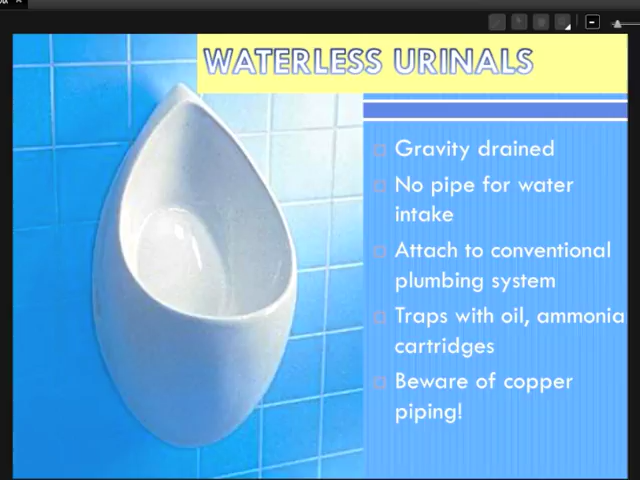 WATERLESS URINALS
Gravity drained
No pipe for water
intake
Attach to conventional
plumbing system
Traps with oil, ammonia
cartridges
Beware of copper
piping!